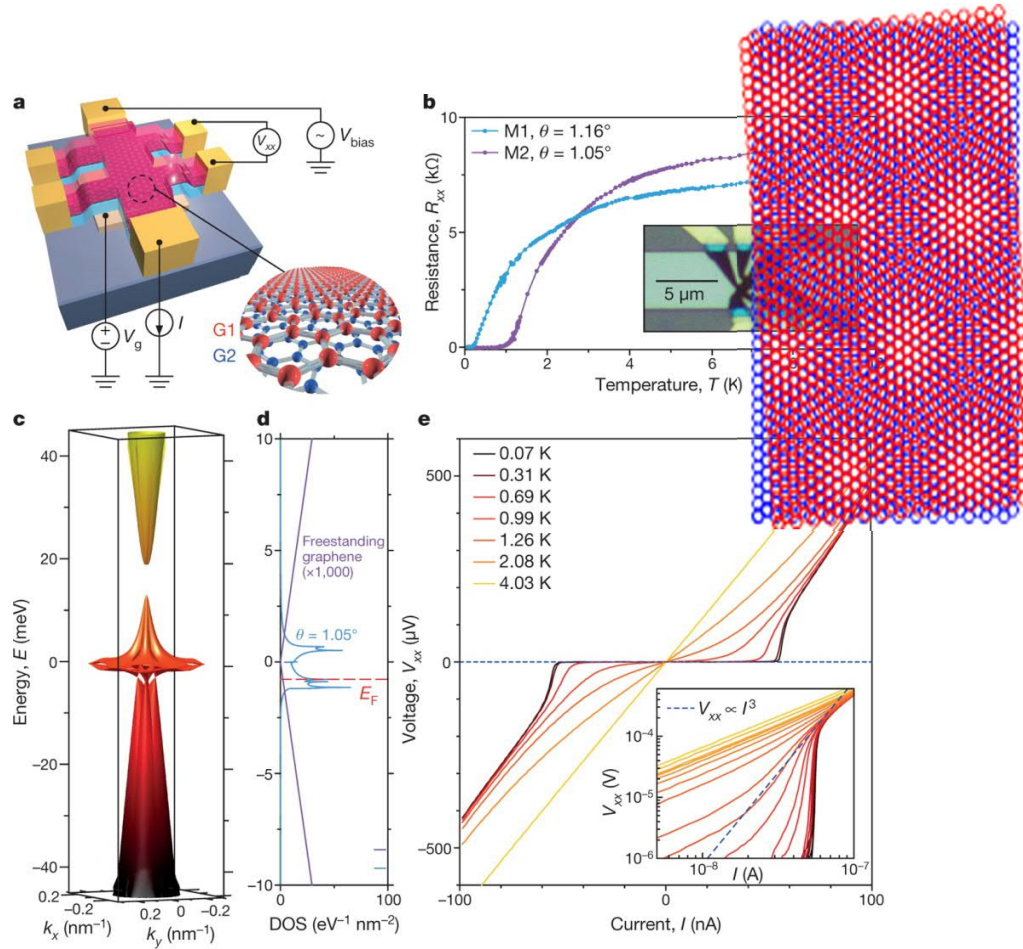 a
V_xx
~
V_bias
+
−
V_g
I
G1
G2
b
10
5
0
Resistance, R_xx (kΩ)
M1, θ = 1.16°
M2, θ = 1.05°
5 μm
0
2
4
6
Temperature, T (K)
c
40
20
0
−20
−40
Energy, E (meV)
0.2
−0.2
0.2
0
−0.2
k_x (nm⁻¹)
k_y (nm⁻¹)
d
10
5
0
−5
−10
Freestanding
graphene
(×1,000)
θ = 1.05°
E_F
0
100
DOS (eV⁻¹ nm⁻²)
e
500
0
−500
Voltage, V_xx (μV)
0.07 K
0.31 K
0.69 K
0.99 K
1.26 K
2.08 K
4.03 K
V_xx ∝ I³
10⁻⁴
10⁻⁵
10⁻⁶
V_xx (V)
10⁻⁸
10⁻⁷
I (A)
−100
−50
0
50
100
Current, I (nA)